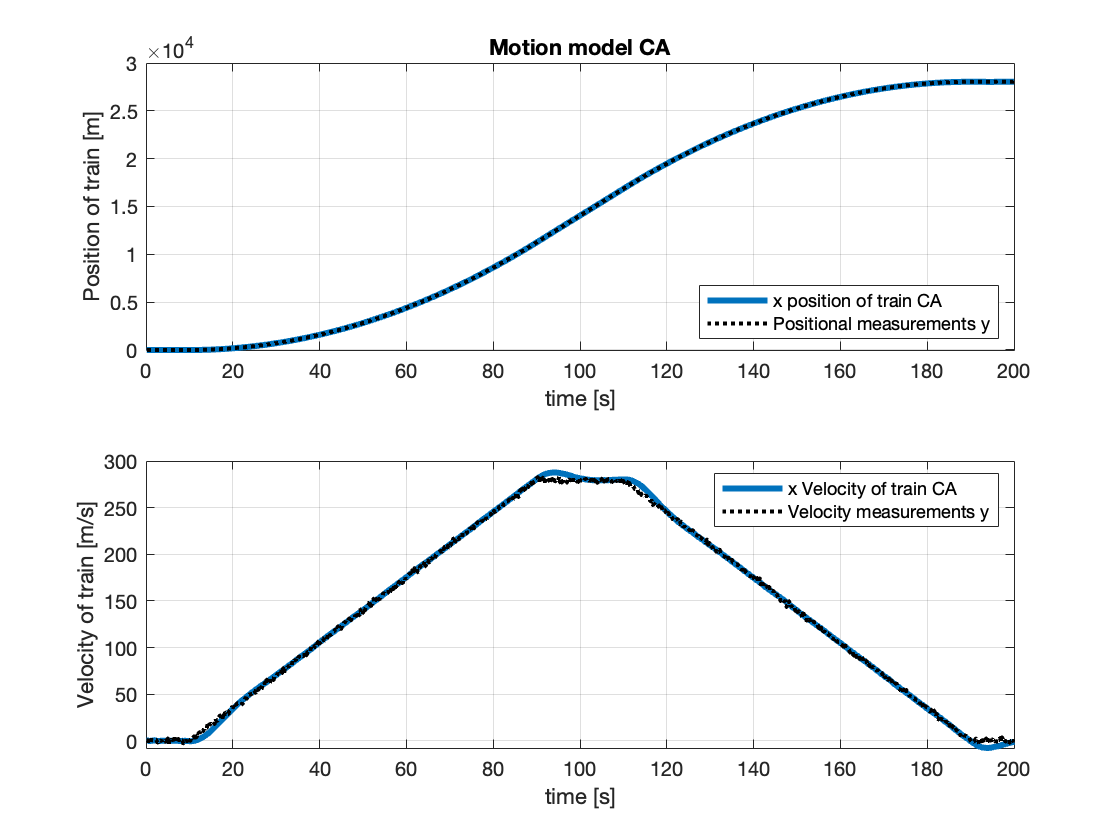 Motion model CA
×10⁴
3
2.5
2
1.5
1
0.5
0
Position of train [m]
x position of train CA
Positional measurements y
0 20 40 60 80 100 120 140 160 180 200
time [s]
300
250
200
150
100
50
0
Velocity of train [m/s]
x Velocity of train CA
Velocity measurements y
0 20 40 60 80 100 120 140 160 180 200
time [s]